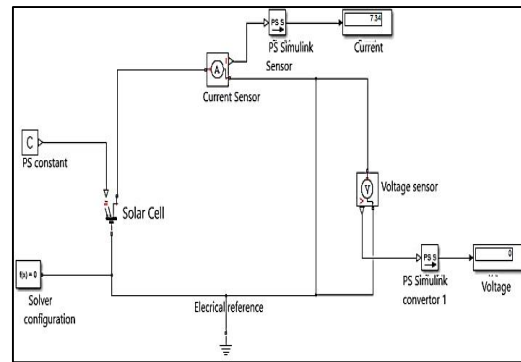 7.34
PS S
PS Simulink
Sensor
Current
A
Current Sensor
C
PS constant
V
Voltage sensor
Solar Cell
f(x) = 0
Solver
configuration
Elecrical reference
PS S
0
PS Simulink
convertor 1
Voltage